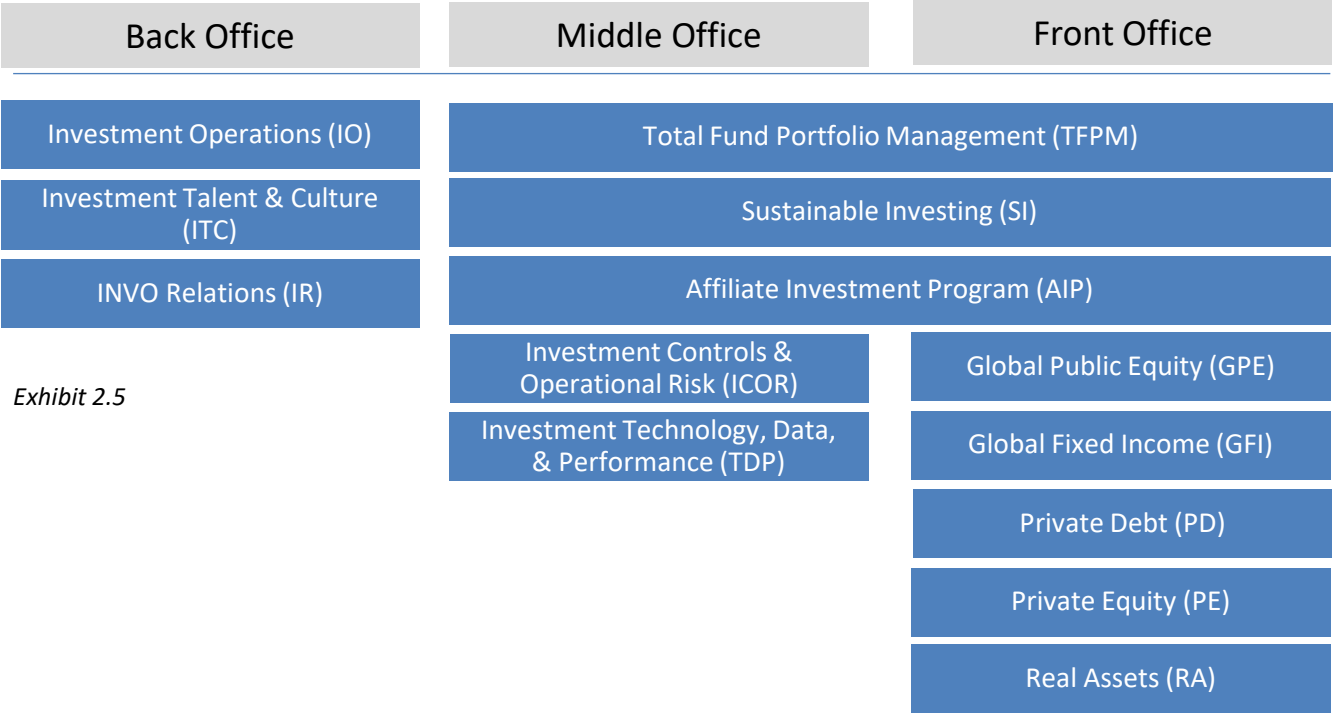 Back Office
Middle Office
Front Office
Investment Operations (IO)
Total Fund Portfolio Management (TFPM)
Investment Talent & Culture
(ITC)
Sustainable Investing (SI)
INVO Relations (IR)
Affiliate Investment Program (AIP)
Investment Controls &
Operational Risk (ICOR)
Global Public Equity (GPE)
Exhibit 2.5
Investment Technology, Data,
& Performance (TDP)
Global Fixed Income (GFI)
Private Debt (PD)
Private Equity (PE)
Real Assets (RA)